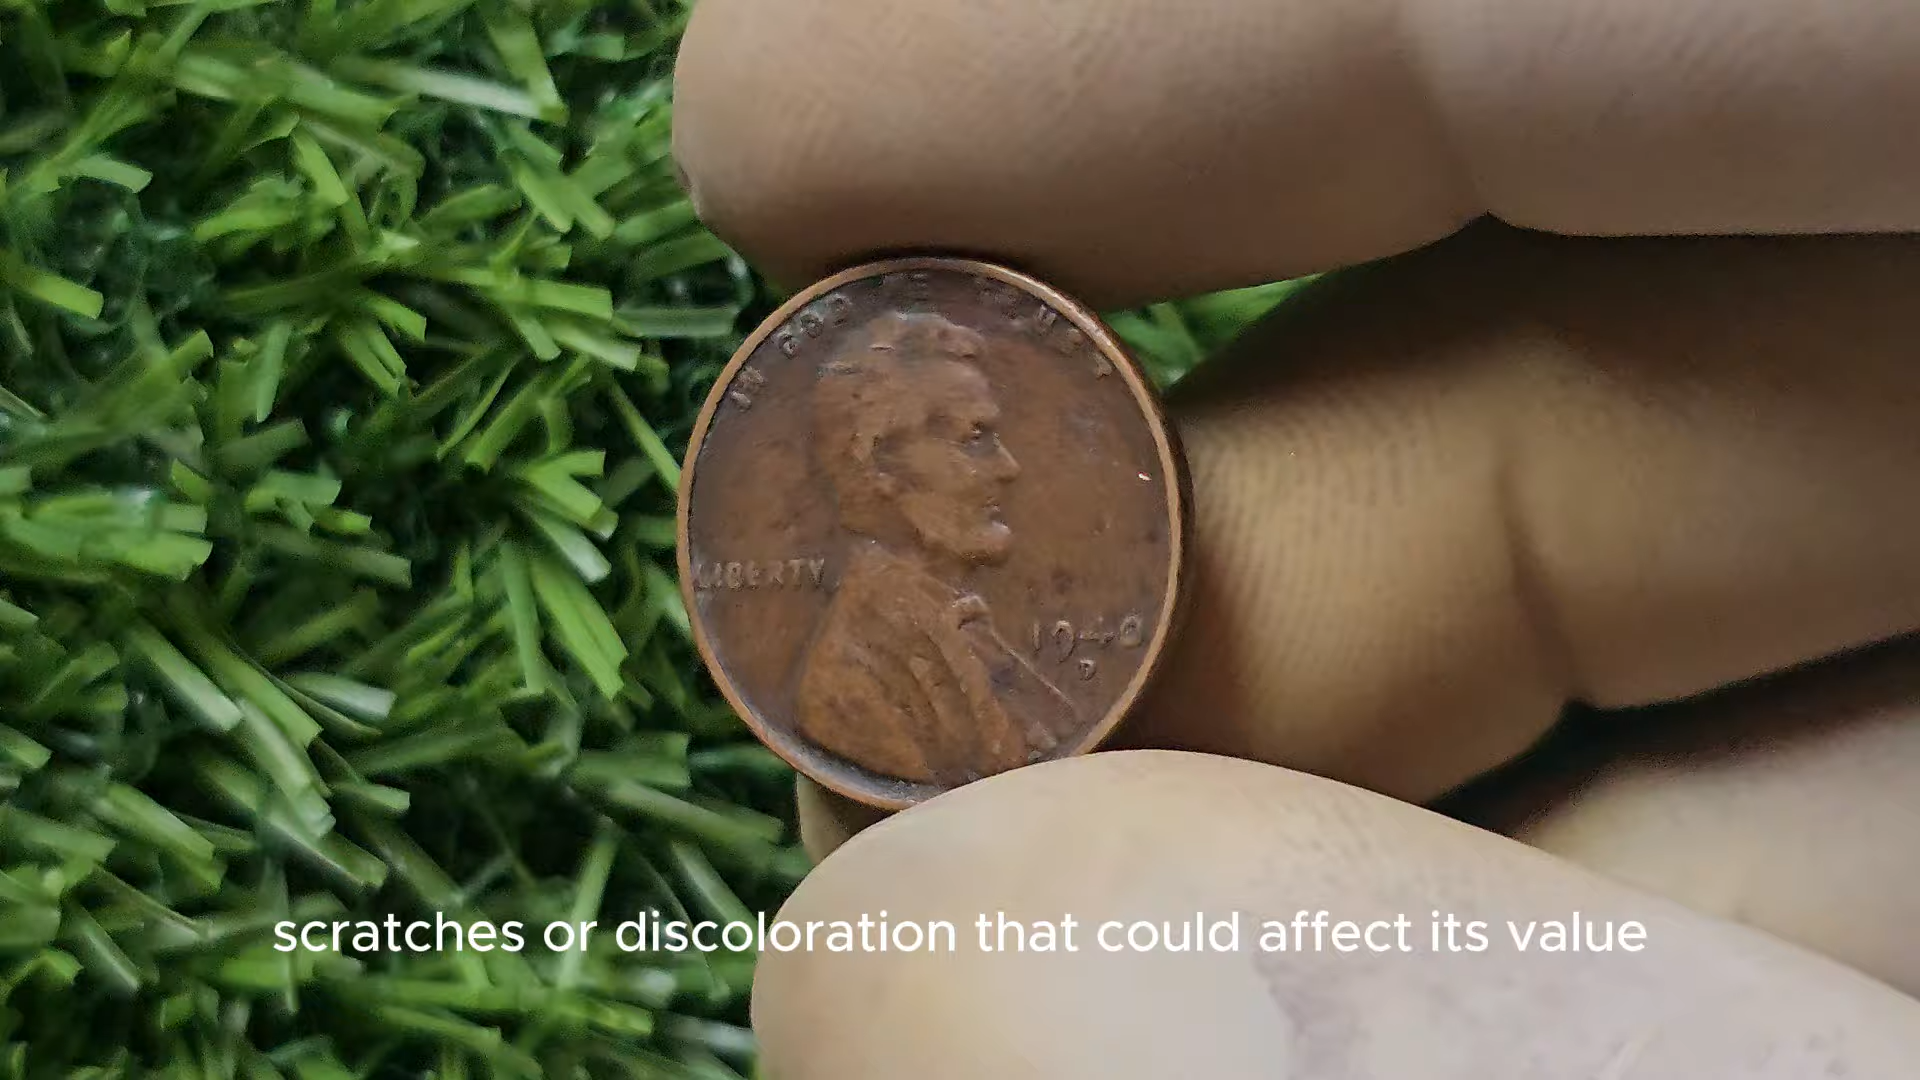 IN GOD WE TRUST
LIBERTY
1940
D
scratches or discoloration that could affect its value